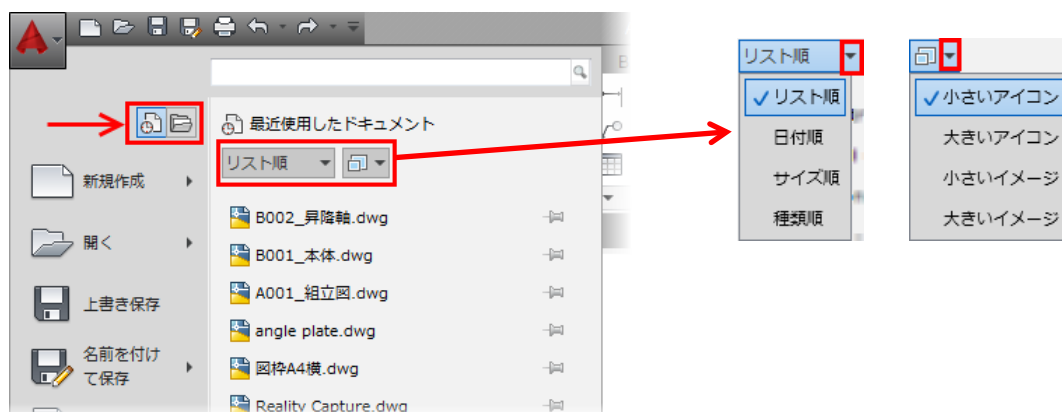 最近使用したドキュメント
リスト順
新規作成
開く
上書き保存
名前を付け
て保存
B002_昇降軸.dwg
B001_本体.dwg
A001_組立図.dwg
angle plate.dwg
図枠A4横.dwg
Reality Capture.dwg
リスト順
リスト順
日付順
サイズ順
種類順
小さいアイコン
大きいアイコン
小さいイメージ
大きいイメージ